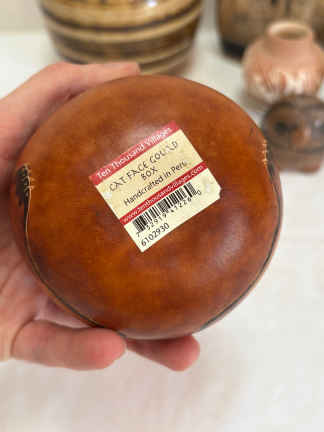 Ten Thousand Villages
CAT FACE GOURD
BOX
Handcrafted in Peru
www.tenthousandvillages.com
6102930